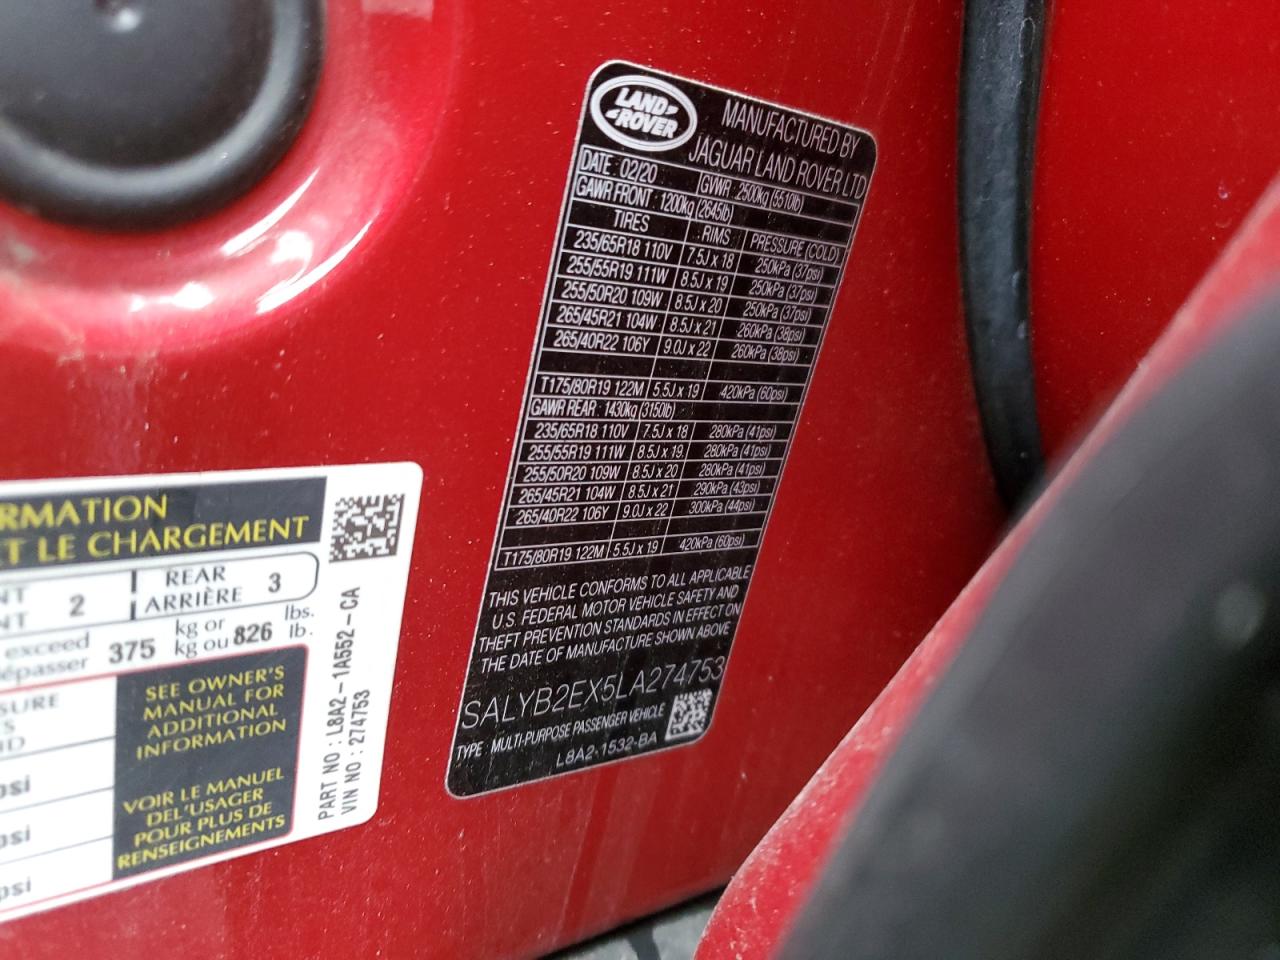 LAND-
-ROVER
MANUFACTURED BY
JAGUAR LAND ROVER LTD
DATE : 02/20 GVWR : 2500kg (5510lb)
GAWR FRONT : 1200kg (2645lb)
TIRES RIMS PRESSURE (COLD)
235/65R18 110V 7.5J x 18 250kPa (37psi)
255/55R19 111W 8.5J x 19 250kPa (37psi)
255/50R20 109W 8.5J x 20 250kPa (37psi)
265/45R21 104W 8.5J x 21 260kPa (38psi)
265/40R22 106Y 9.0J x 22 260kPa (38psi)
T175/80R19 122M 5.5J x 19 420kPa (60psi)
GAWR REAR : 1430kg (3150lb)
235/65R18 110V 7.5J x 18 280kPa (41psi)
255/55R19 111W 8.5J x 19 280kPa (41psi)
255/50R20 109W 8.5J x 20 280kPa (41psi)
265/45R21 104W 8.5J x 21 290kPa (43psi)
265/40R22 106Y 9.0J x 22 300kPa (44psi)
T175/80R19 122M 5.5J x 19 420kPa (60psi)
THIS VEHICLE CONFORMS TO ALL APPLICABLE
U.S. FEDERAL MOTOR VEHICLE SAFETY AND
THEFT PREVENTION STANDARDS IN EFFECT ON
THE DATE OF MANUFACTURE SHOWN ABOVE
SALYB2EX5LA274753
TYPE : MULTI-PURPOSE PASSENGER VEHICLE
L8A2-1532-BA
RMATION
ET LE CHARGEMENT
NT 2 REAR 3
NT ARRIÈRE
exceed 375 kg or 826 lbs.
dépasser kg ou lb.
SURE
S
ID
psi
psi
psi
SEE OWNER'S
MANUAL FOR
ADDITIONAL
INFORMATION
VOIR LE MANUEL
DEL'USAGER
POUR PLUS DE
RENSEIGNEMENTS
PART NO : L8A2-1A552-CA
VIN NO : 274753